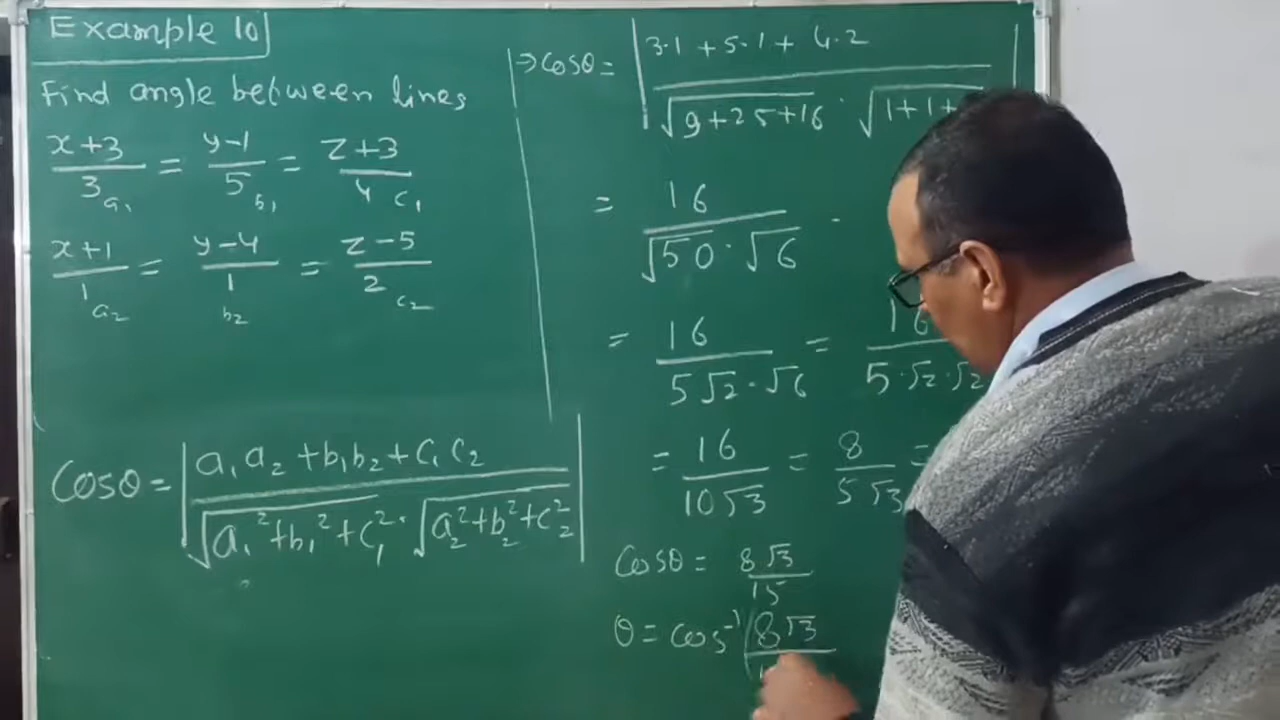 Example 10
Find angle between lines
x+3/3 a₁ = y-1/5 b₁ = z+3/4 c₁
x+1/1 a₂ = y-4/1 b₂ = z-5/2 c₂
Cosθ = |a₁a₂ + b₁b₂ + c₁c₂ / √a₁²+b₁²+c₁² · √a₂²+b₂²+c₂²|
⇒ Cosθ = |3·1 + 5·1 + 4·2 / √9+25+16 · √1+1+|
= 16 / √50 · √6
= 16 / 5√2 · √6 = 16 / 5·√2·√2
= 16 / 10√3 = 8 / 5√3 =
Cosθ = 8√3 / 15
θ = cos⁻¹(8√3 /